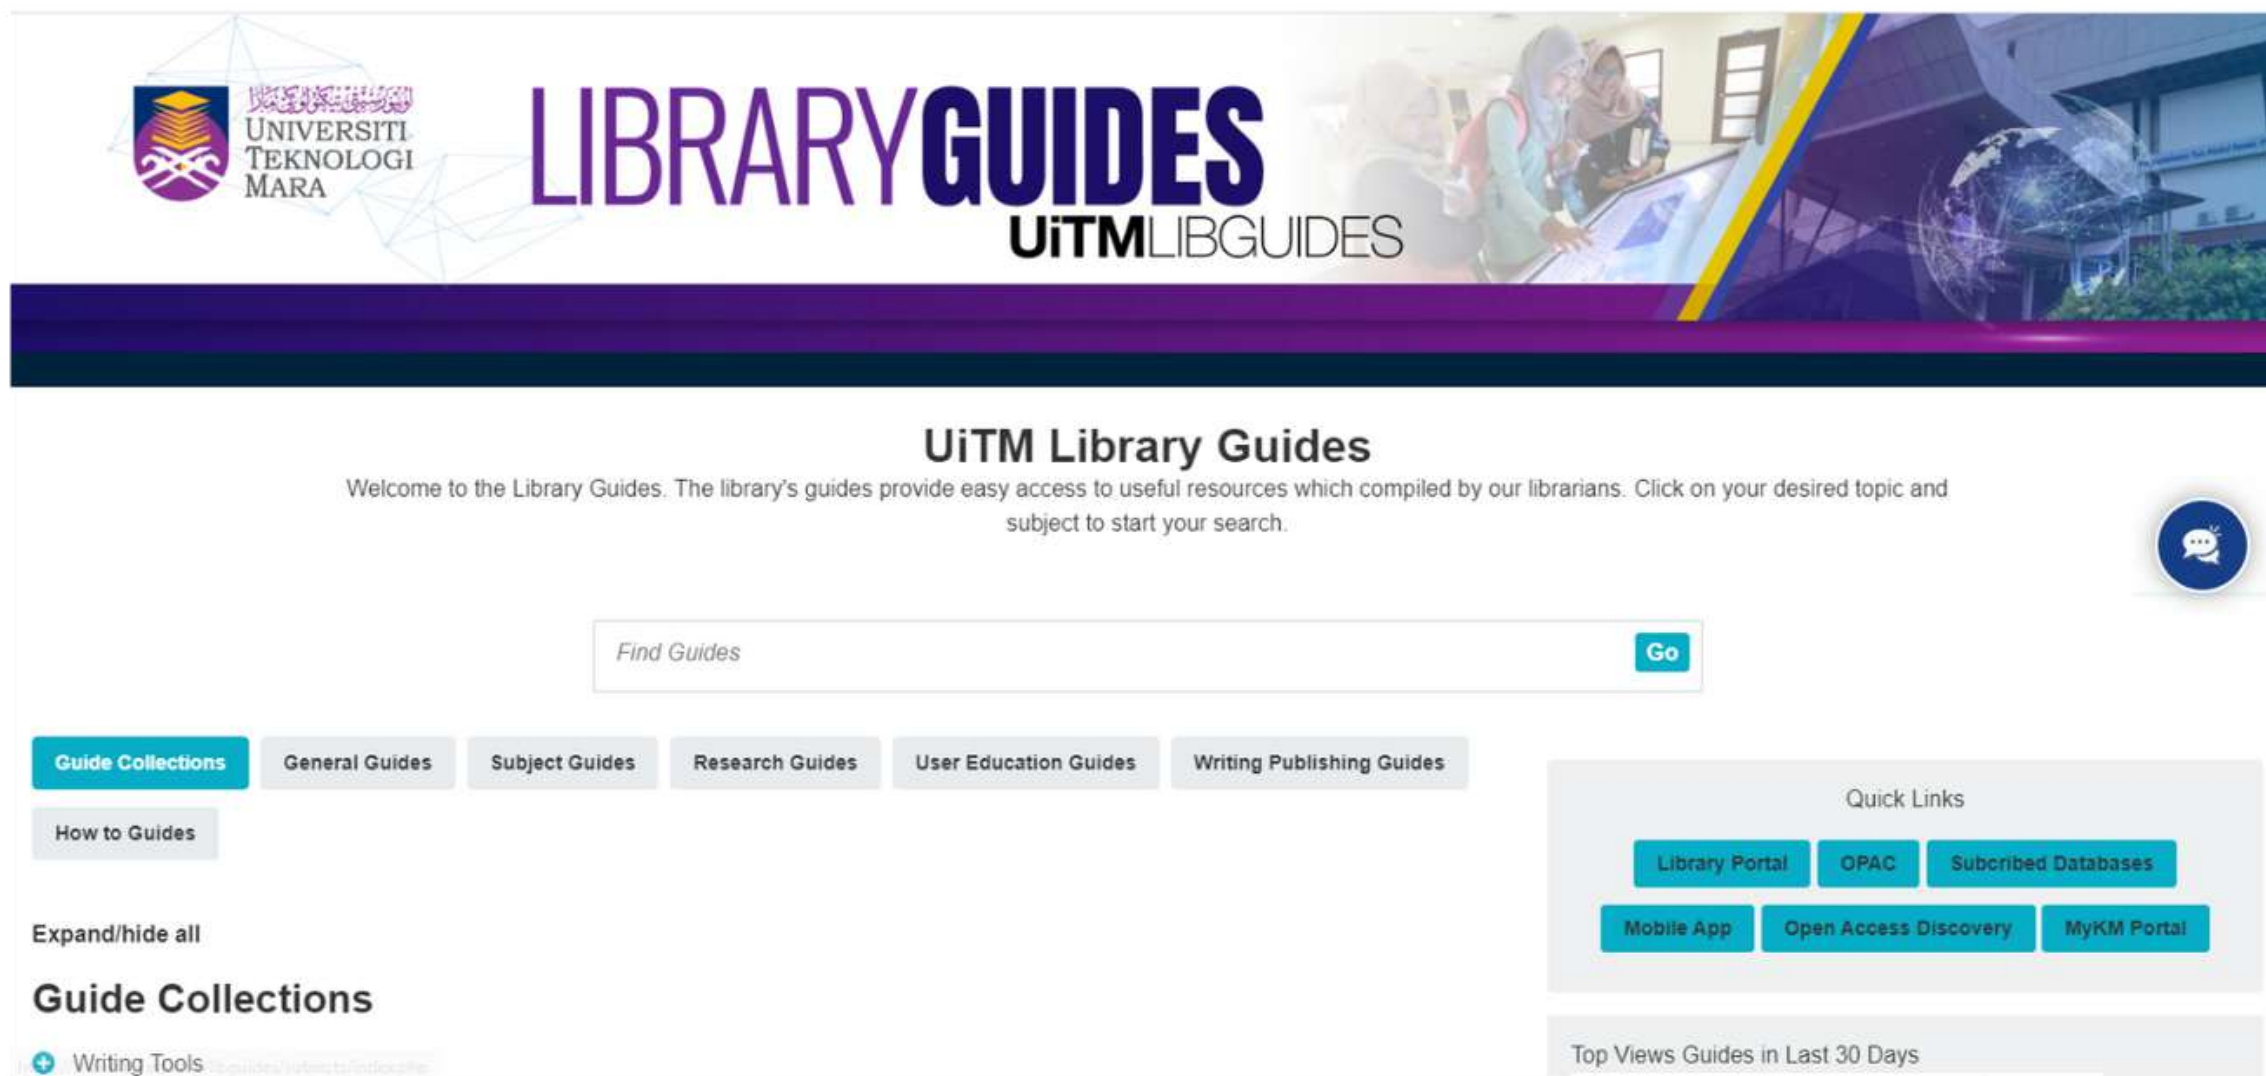 اونيۏرسيتي تيكنولوڬي مارا
UNIVERSITI
TEKNOLOGI
MARA
LIBRARYGUIDES
UiTMLIBGUIDES
UiTM Library Guides
Welcome to the Library Guides. The library's guides provide easy access to useful resources which compiled by our librarians. Click on your desired topic and
subject to start your search.
Find Guides
Go
Guide Collections
General Guides
Subject Guides
Research Guides
User Education Guides
Writing Publishing Guides
How to Guides
Quick Links
Library Portal
OPAC
Subcribed Databases
Mobile App
Open Access Discovery
MyKM Portal
Expand/hide all
Guide Collections
Writing Tools
Top Views Guides in Last 30 Days